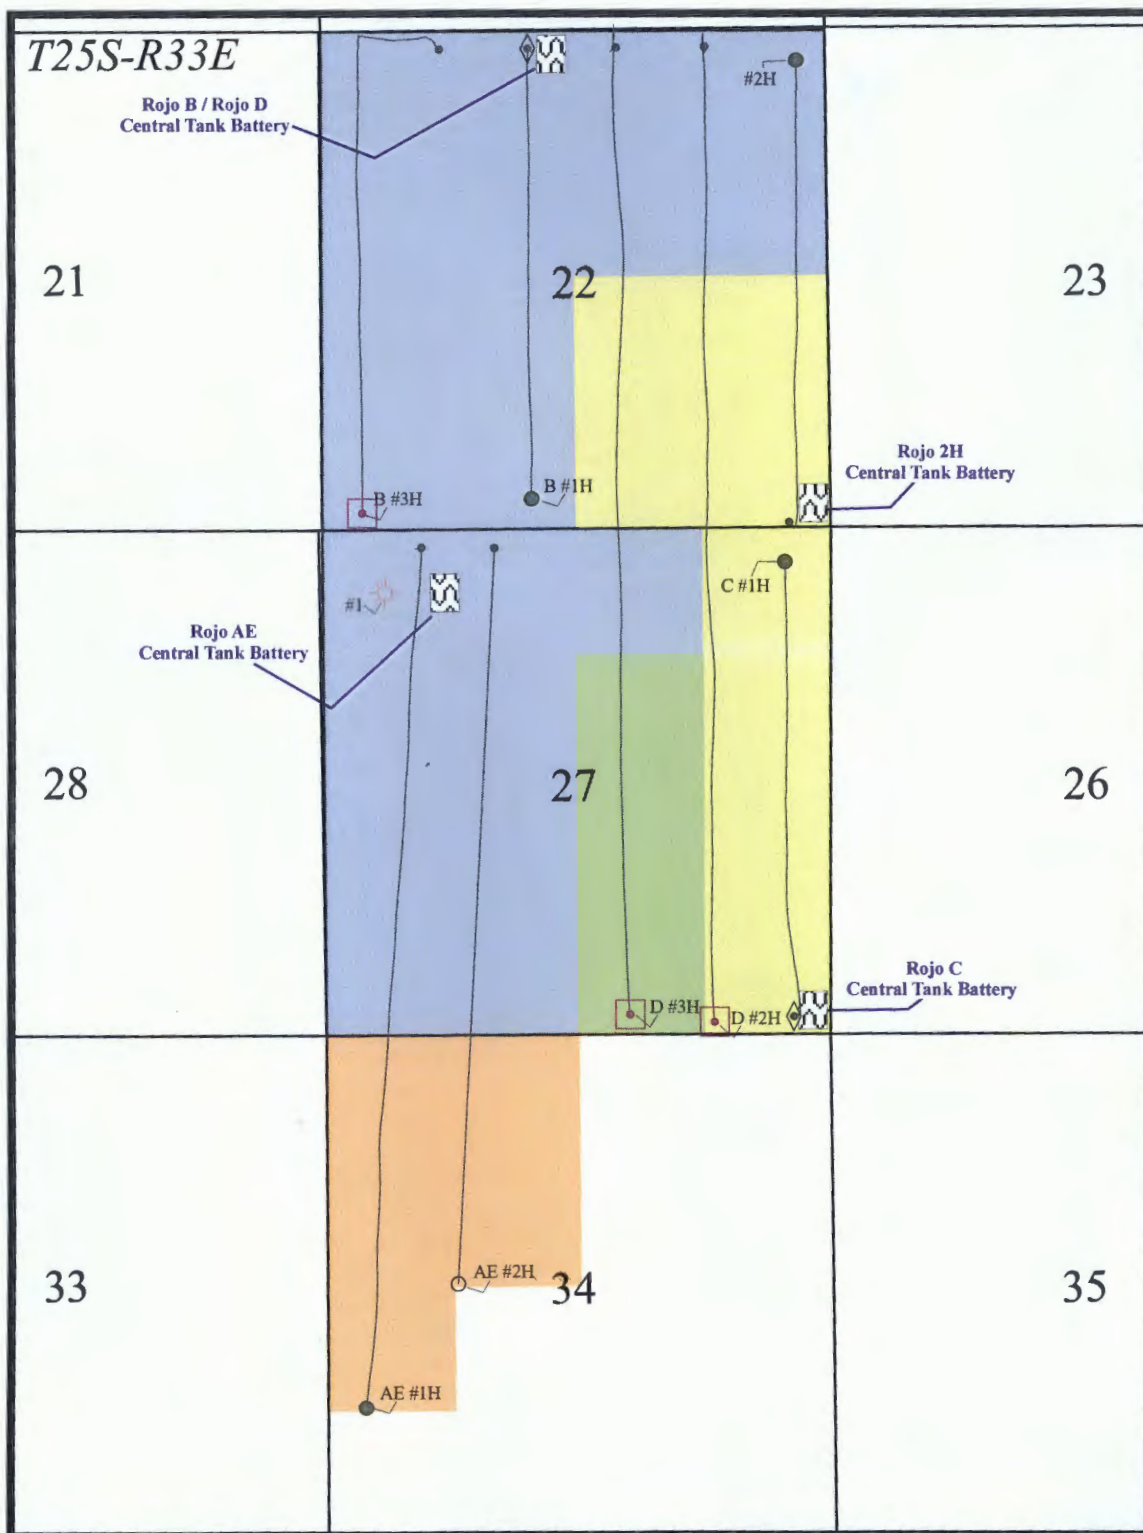 T25S-R33E
Rojo B / Rojo D
Central Tank Battery
#2H
21
22
23
Rojo 2H
Central Tank Battery
B #3H
B #1H
#1
C #1H
Rojo AE
Central Tank Battery
28
27
26
Rojo C
Central Tank Battery
D #3H
D #2H
AE #2H
33
34
35
AE #1H